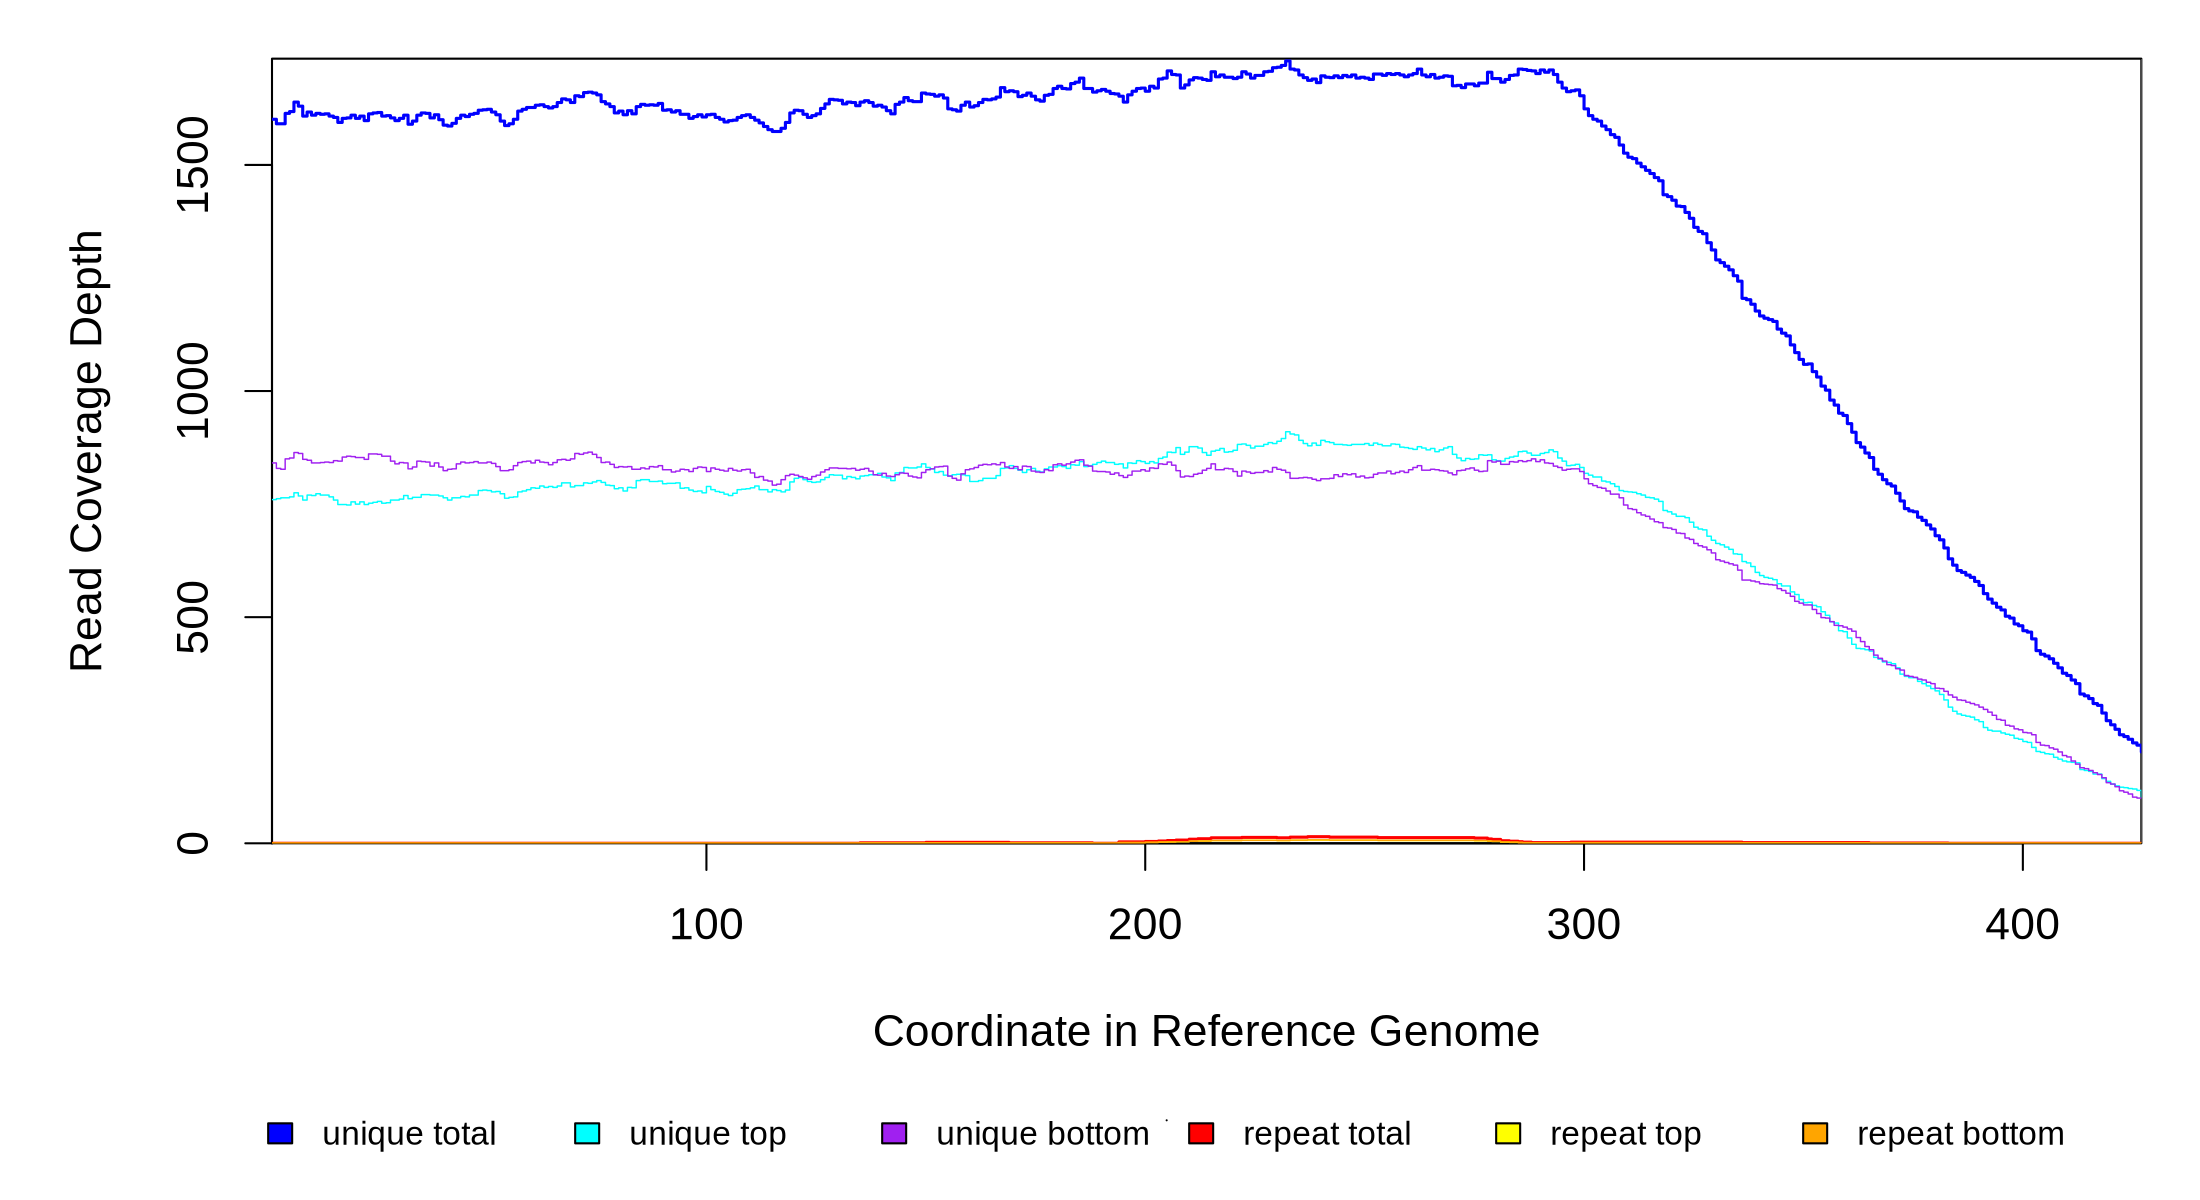 Read Coverage Depth
1500
1000
500
0
100 200 300 400
Coordinate in Reference Genome
unique total unique top unique bottom repeat total repeat top repeat bottom